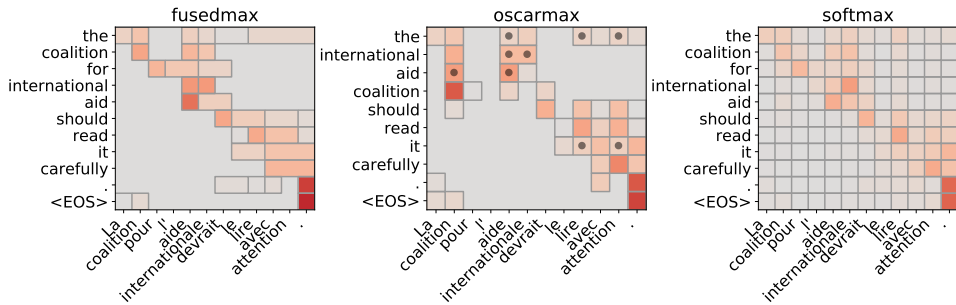 fusedmax
the
coalition
for
international
aid
should
read
it
carefully
.
<EOS>
La
coalition
pour
l'
aide
internationale
devrait
le
lire
avec
attention
.
oscarmax
the
international
aid
coalition
should
read
it
carefully
.
<EOS>
La
coalition
pour
l'
aide
internationale
devrait
le
lire
avec
attention
.
softmax
the
coalition
for
international
aid
should
read
it
carefully
.
<EOS>
La
coalition
pour
l'
aide
internationale
devrait
le
lire
avec
attention
.